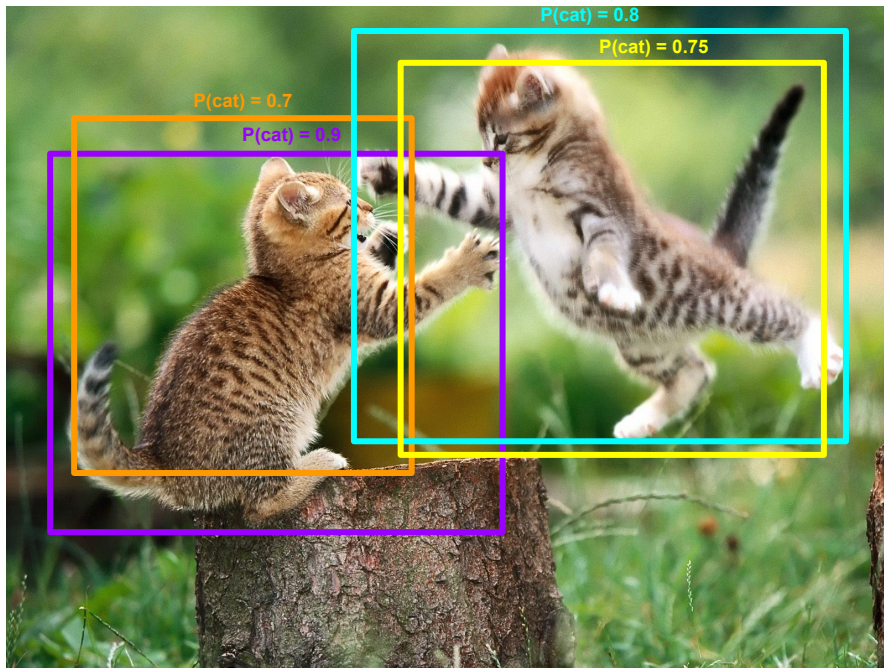 P(cat) = 0.8
P(cat) = 0.75
P(cat) = 0.7
P(cat) = 0.9